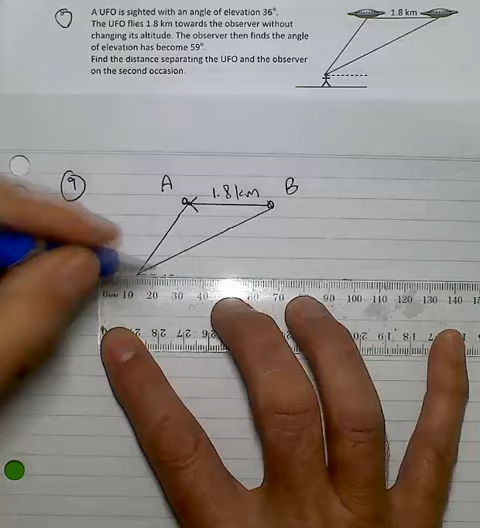 9
A UFO is sighted with an angle of elevation 36°.
The UFO flies 1.8 km towards the observer without
changing its altitude. The observer then finds the angle
of elevation has become 59°.
Find the distance separating the UFO and the observer
on the second occasion.
1.8 km
9
A 1.8km B
0mm 10 20 30 40 60 70 90 100 110 120 130 140